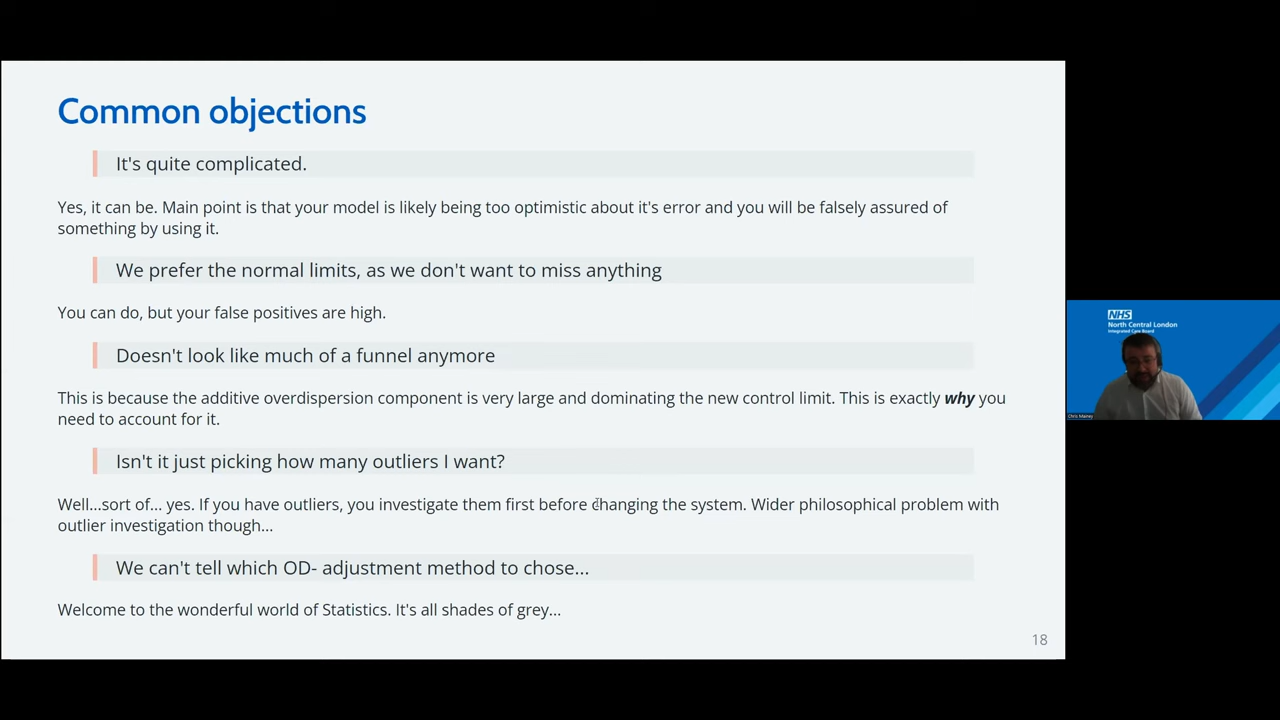 Common objections
It's quite complicated.
Yes, it can be. Main point is that your model is likely being too optimistic about it's error and you will be falsely assured of
something by using it.
We prefer the normal limits, as we don't want to miss anything
You can do, but your false positives are high.
Doesn't look like much of a funnel anymore
This is because the additive overdispersion component is very large and dominating the new control limit. This is exactly why you
need to account for it.
Isn't it just picking how many outliers I want?
Well...sort of... yes. If you have outliers, you investigate them first before changing the system. Wider philosophical problem with
outlier investigation though...
We can't tell which OD- adjustment method to chose...
Welcome to the wonderful world of Statistics. It's all shades of grey...
18
NHS
North Central London
Integrated Care Board
Chris Mainey